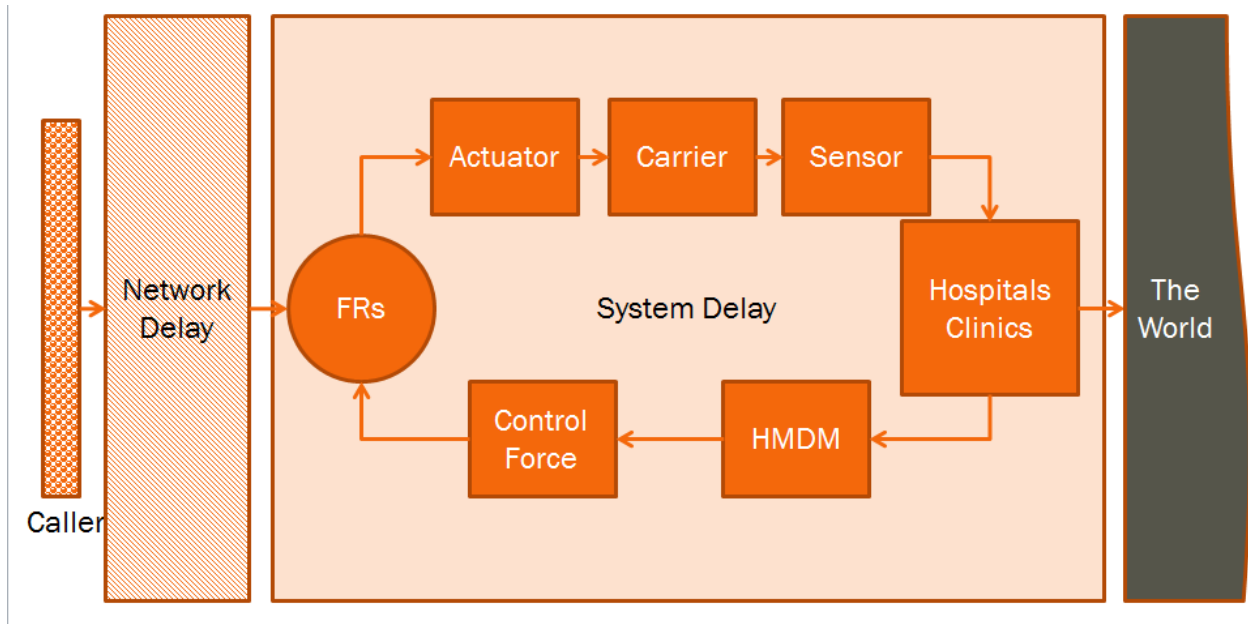 Actuator
Carrier
Sensor
Network
Delay
FRs
System Delay
Hospitals
Clinics
The
World
Control
Force
HMDM
Caller